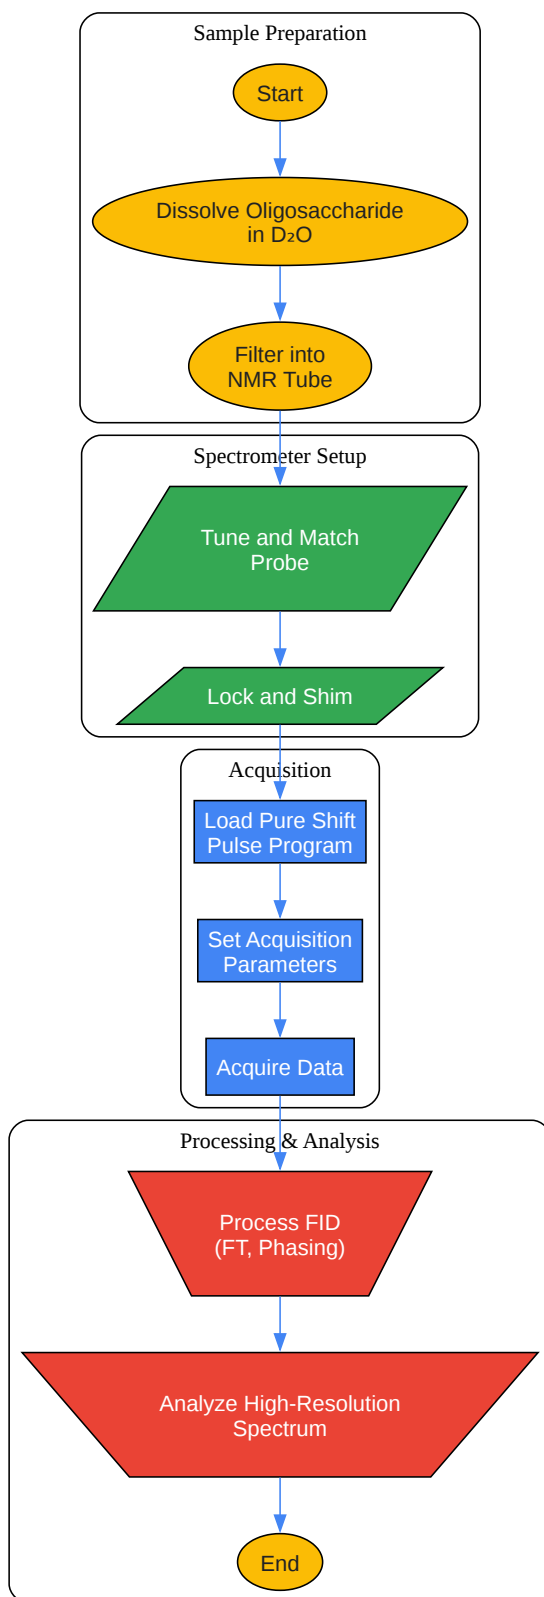 Sample Preparation
Start
Dissolve Oligosaccharide
in D₂O
Filter into
NMR Tube
Spectrometer Setup
Tune and Match
Probe
Lock and Shim
Acquisition
Load Pure Shift
Pulse Program
Set Acquisition
Parameters
Acquire Data
Processing & Analysis
Process FID
(FT, Phasing)
Analyze High-Resolution
Spectrum
End